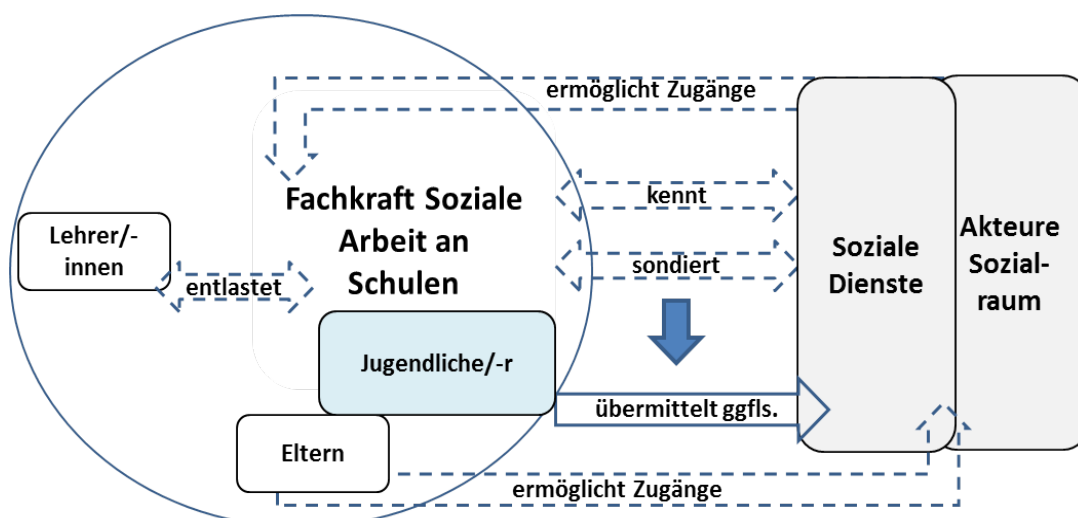 ermöglicht Zugänge
Fachkraft Soziale
Arbeit an
Schulen
kennt
Lehrer/-
innen
entlastet
sondiert
Soziale
Dienste
Akteure
Sozial-
raum
Jugendliche/-r
übermittelt ggfls.
Eltern
ermöglicht Zugänge